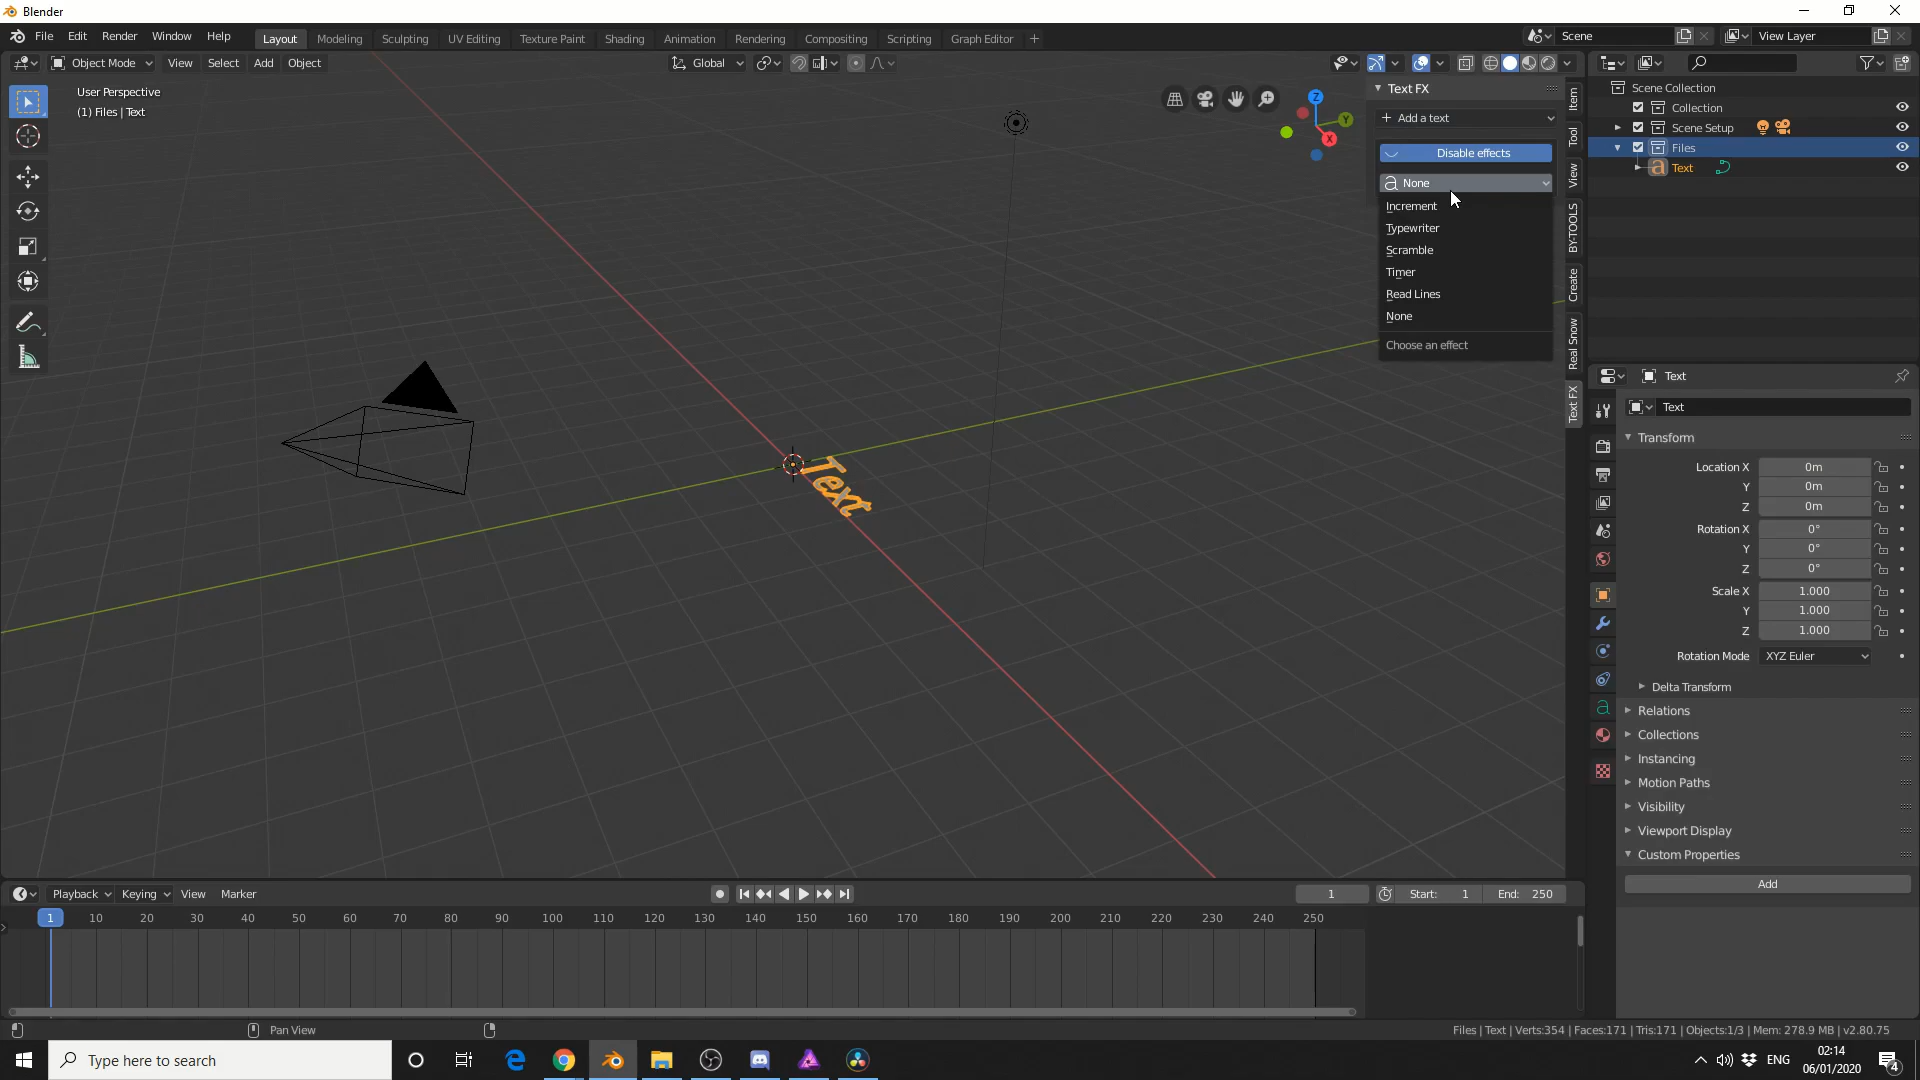 Blender
File Edit Render Window Help
Layout Modeling Sculpting UV Editing Texture Paint Shading Animation Rendering Compositing Scripting Graph Editor +
Scene
View Layer
Object Mode View Select Add Object
Global
User Perspective
(1) Files | Text
Text
Z
Y
X
Text FX
+ Add a text
Disable effects
None
Increment
Typewriter
Scramble
Timer
Read Lines
None
Choose an effect
Item
Tool
View
BY-TOOLS
Create
Real Snow
Text FX
Scene Collection
Collection
Scene Setup
Files
Text
Text
Text
Transform
Location X 0m
Y 0m
Z 0m
Rotation X 0°
Y 0°
Z 0°
Scale X 1.000
Y 1.000
Z 1.000
Rotation Mode XYZ Euler
Delta Transform
Relations
Collections
Instancing
Motion Paths
Visibility
Viewport Display
Custom Properties
Add
Playback Keying View Marker
1 Start: 1 End: 250
1 10 20 30 40 50 60 70 80 90 100 110 120 130 140 150 160 170 180 190 200 210 220 230 240 250
Pan View
Files | Text | Verts:354 | Faces:171 | Tris:171 | Objects:1/3 | Mem: 278.9 MB | v2.80.75
Type here to search
ENG
02:14
06/01/2020
4